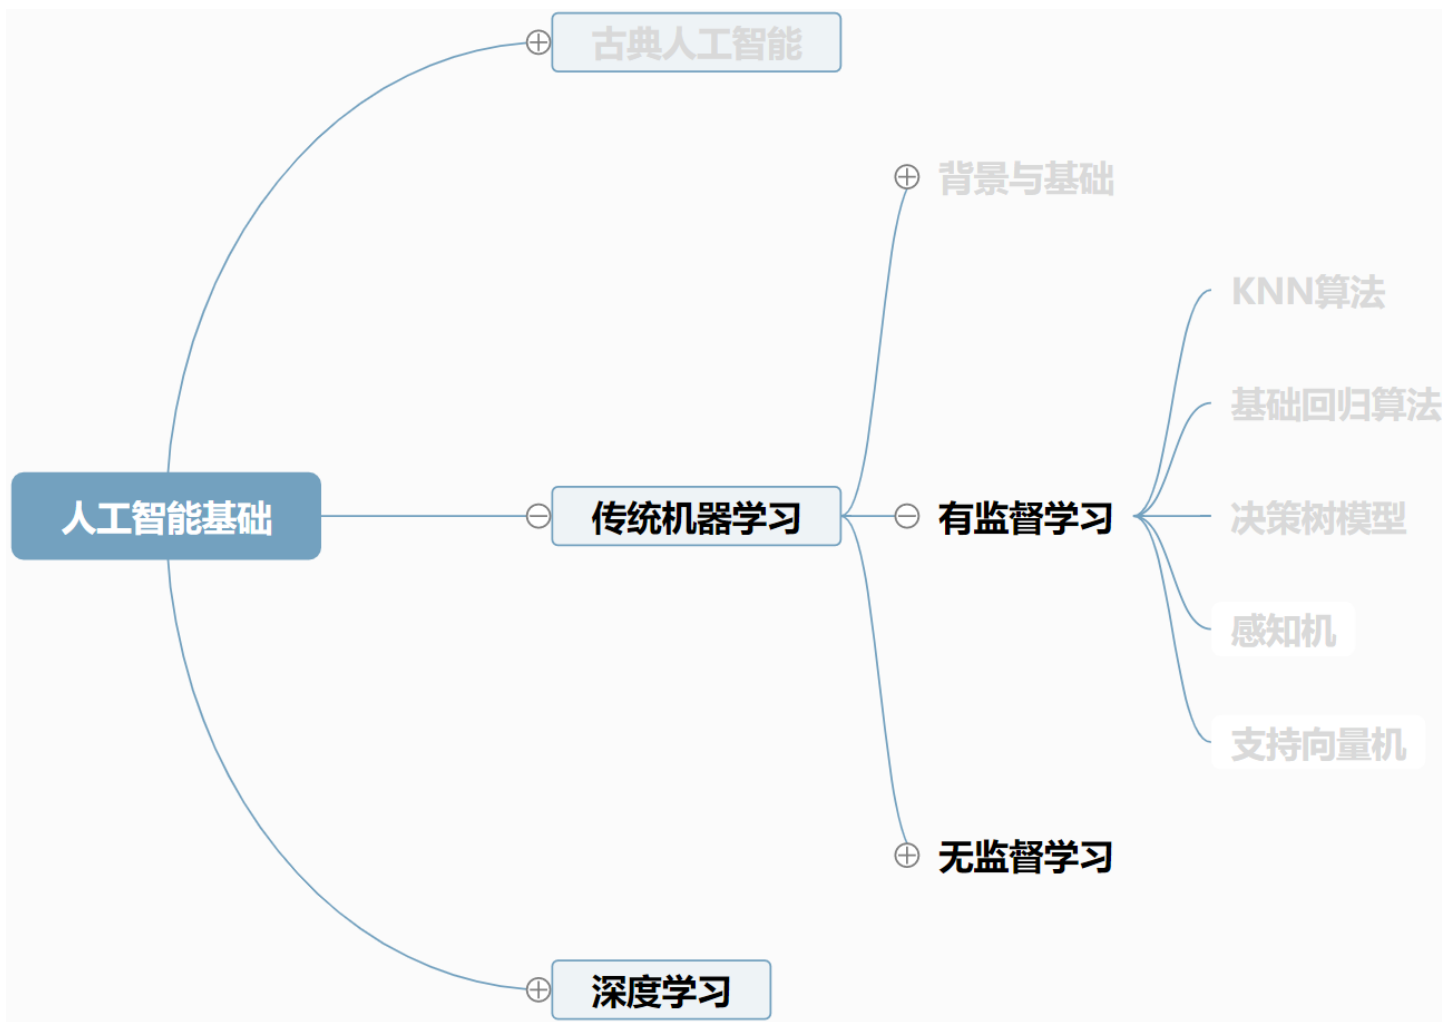 古典人工智能
背景与基础
KNN算法
基础回归算法
决策树模型
人工智能基础
传统机器学习
有监督学习
感知机
支持向量机
无监督学习
深度学习